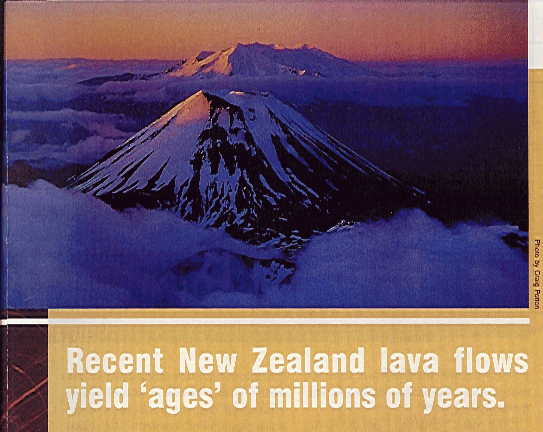 Photo by Craig Potton
Recent New Zealand lava flows
yield ‘ages’ of millions of years.